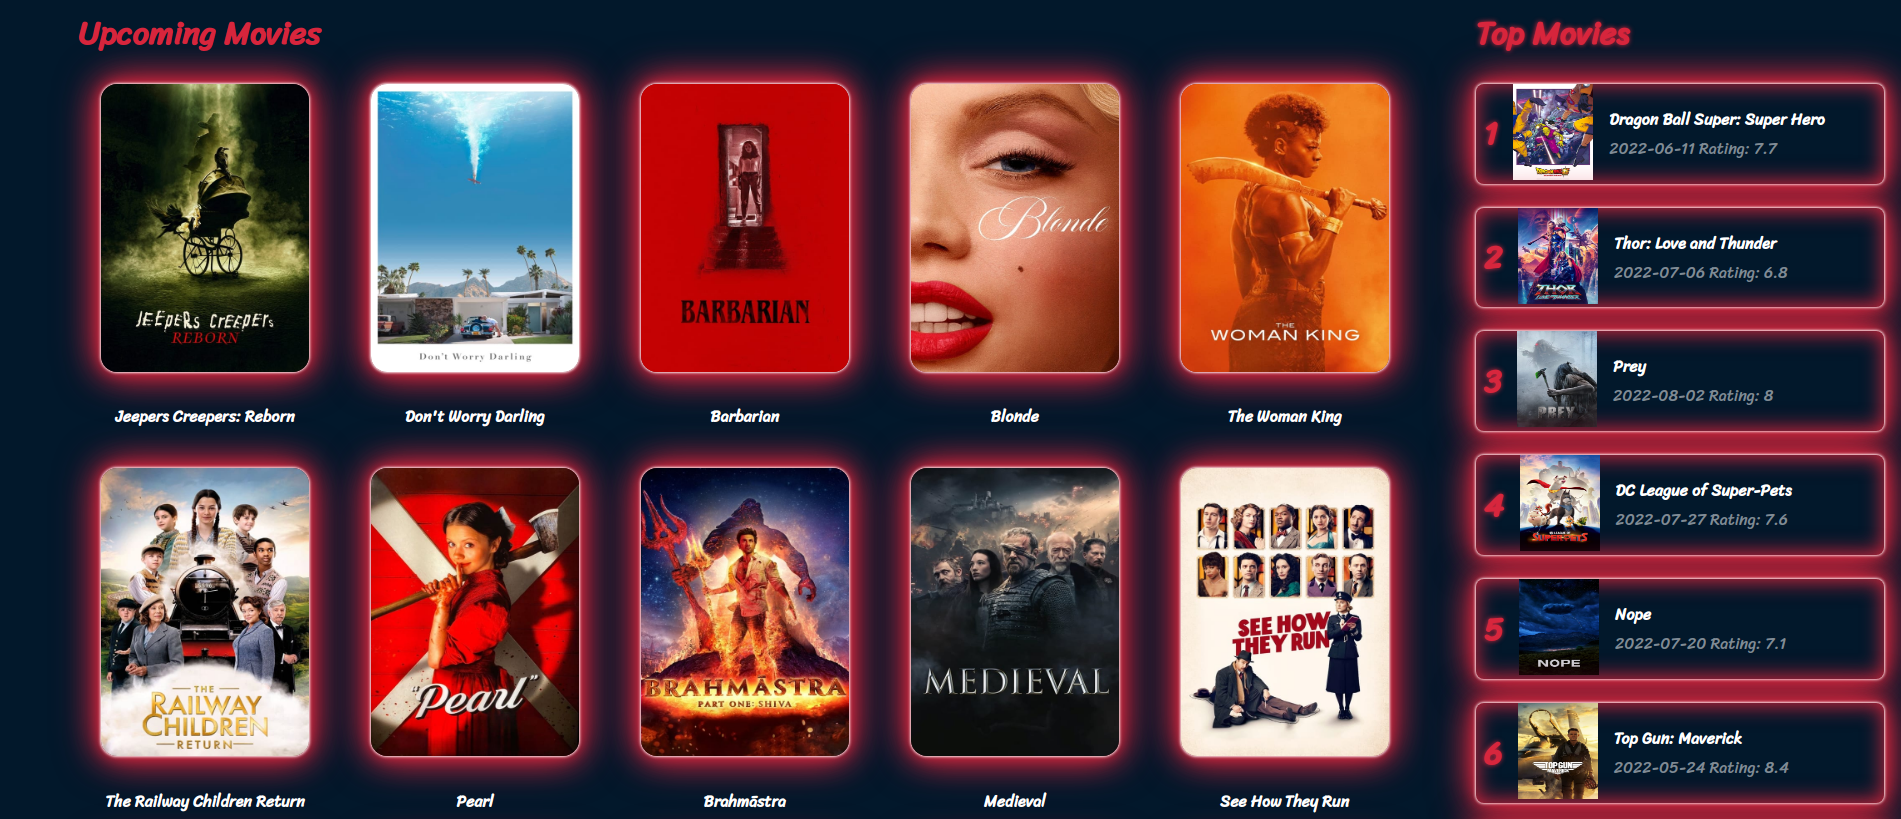 Upcoming Movies
JEEPERS CREEPERS
REBORN
Don't Worry Darling
BARBARIAN
Blonde
THE
WOMAN KING
Jeepers Creepers: Reborn
Don't Worry Darling
Barbarian
Blonde
The Woman King
THE
RAILWAY
CHILDREN
RETURN
"Pearl"
BRAHMĀSTRA
PART ONE: SHIVA
MEDIEVAL
SEE HOW
THEY RUN
The Railway Children Return
Pearl
Brahmāstra
Medieval
See How They Run
Top Movies
1
Dragon Ball Super: Super Hero
2022-06-11 Rating: 7.7
2
THOR
Thor: Love and Thunder
2022-07-06 Rating: 6.8
3
PREY
Prey
2022-08-02 Rating: 8
4
SUPER-PETS
DC League of Super-Pets
2022-07-27 Rating: 7.6
5
NOPE
Nope
2022-07-20 Rating: 7.1
6
TOP GUN
MAVERICK
Top Gun: Maverick
2022-05-24 Rating: 8.4